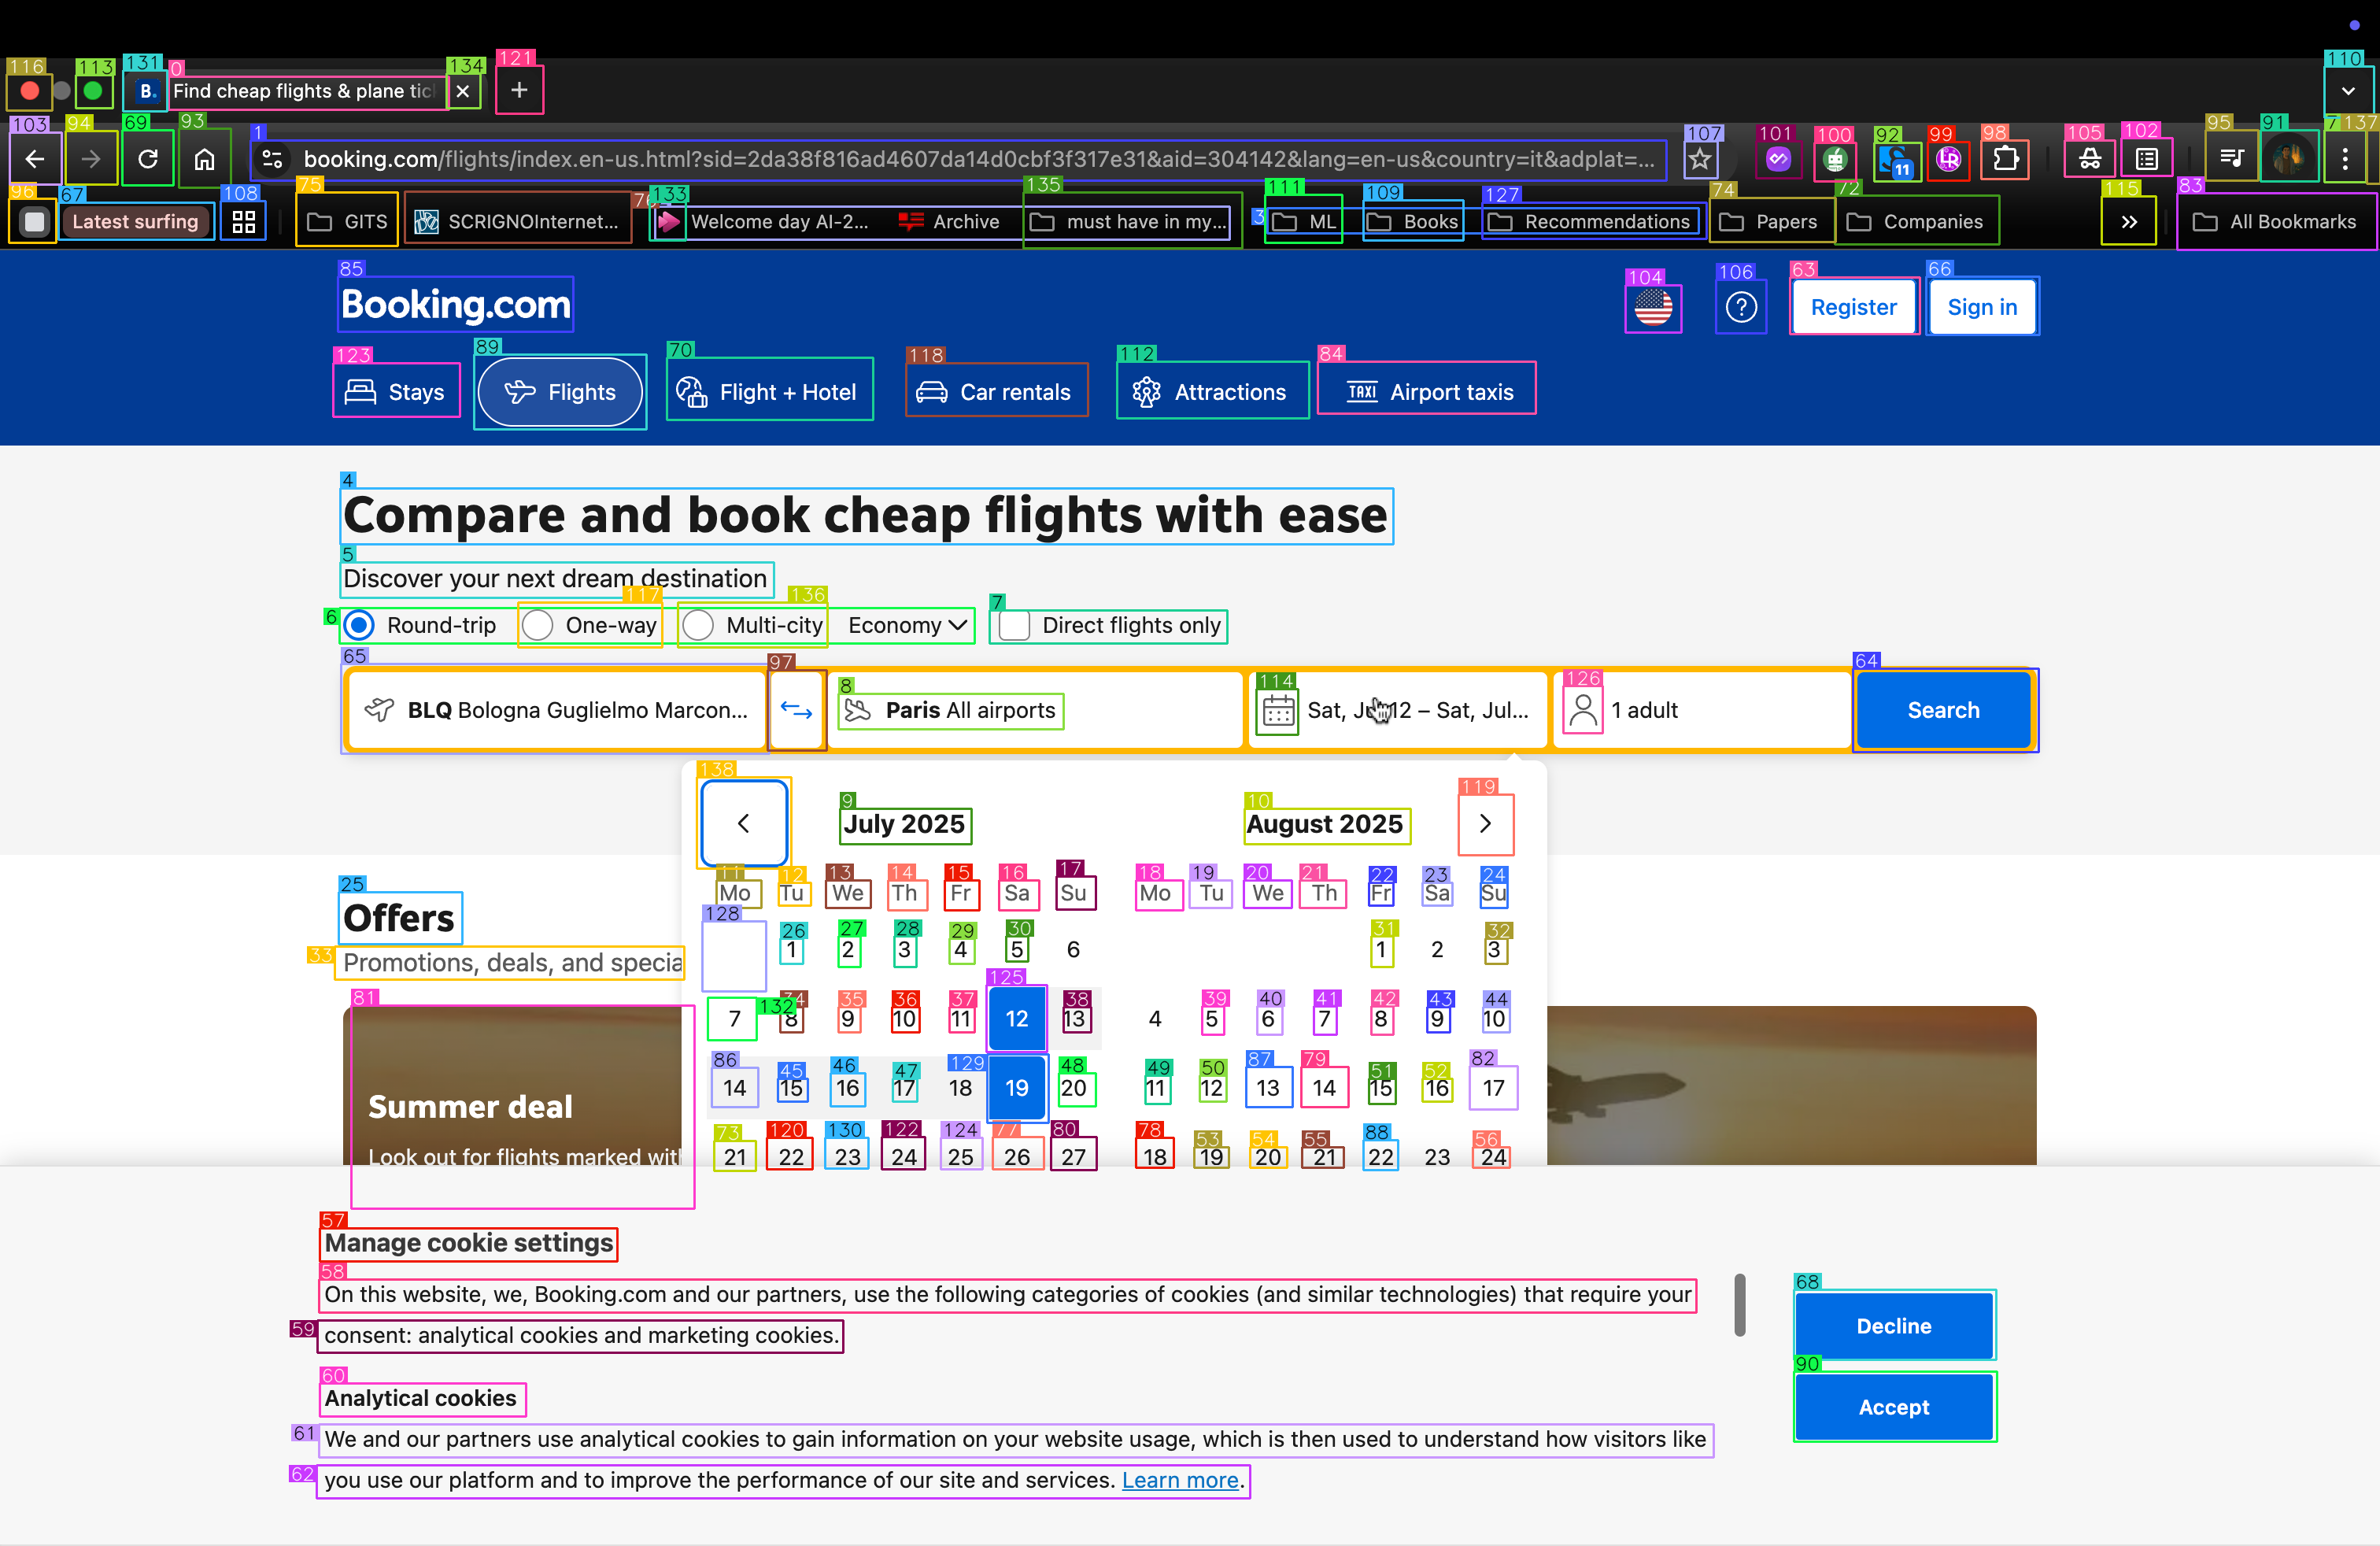 Find cheap flights & plane tic
booking.com/flights/index.en-us.html?sid=2da38f816ad4607da14d0cbf3f317e31&aid=304142&lang=en-us&country=it&adplat=...
11
Latest surfing
GITS
SCRIGNOInternet...
Welcome day AI-2...
Archive
must have in my...
ML
Books
Recommendations
Papers
Companies
All Bookmarks
Booking.com
Register
Sign in
Stays
Flights
Flight + Hotel
Car rentals
TAXI Airport taxis
Attractions
Compare and book cheap flights with ease
Discover your next dream destination
Round-trip
One-way
Multi-city
Economy
Direct flights only
BLQ Bologna Guglielmo Marcon...
Paris All airports
Sat, Jul 12 – Sat, Jul...
1 adult
Search
July 2025
August 2025
Mo Tu We Th Fr Sa Su
Mo Tu We Th Fr Sa Su
1 2 3 4 5 6
1 2 3
7 8 9 10 11 12 13
4 5 6 7 8 9 10
14 15 16 17 18 19 20
11 12 13 14 15 16 17
21 22 23 24 25 26 27
18 19 20 21 22 23 24
Offers
Promotions, deals, and specia
Summer deal
Look out for flights marked with
Manage cookie settings
On this website, we, Booking.com and our partners, use the following categories of cookies (and similar technologies) that require your
consent: analytical cookies and marketing cookies.
Analytical cookies
We and our partners use analytical cookies to gain information on your website usage, which is then used to understand how visitors like
you use our platform and to improve the performance of our site and services. Learn more.
Decline
Accept